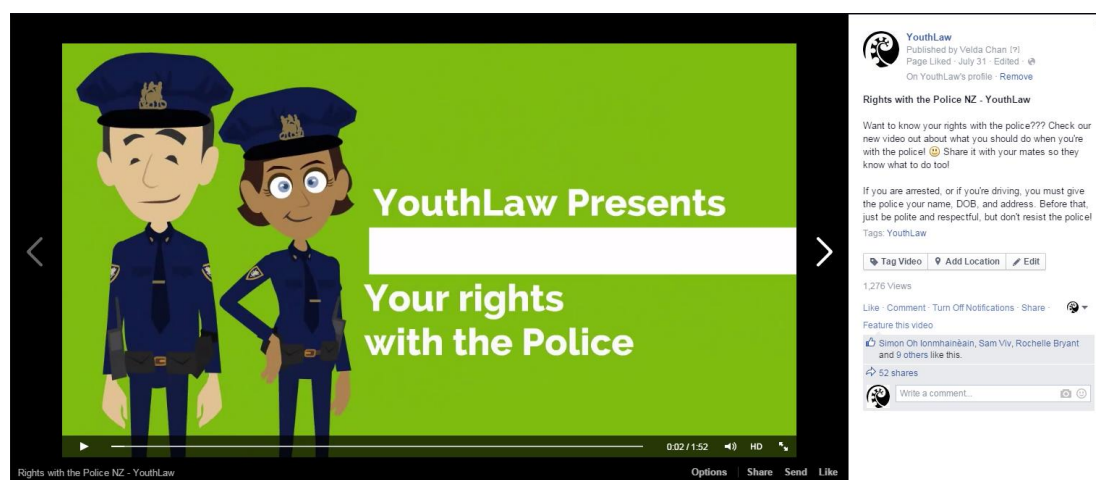 YouthLaw Presents
Your rights
with the Police
0:02 / 1:52
HD
Rights with the Police NZ - YouthLaw
Options
Share
Send
Like
YouthLaw
Published by Velda Chan [?]
Page Liked · July 31 · Edited ·
On YouthLaw's profile · Remove
Rights with the Police NZ - YouthLaw
Want to know your rights with the police??? Check our
new video out about what you should do when you're
with the police! Share it with your mates so they
know what to do too!
If you are arrested, or if you're driving, you must give
the police your name, DOB, and address. Before that,
just be polite and respectful, but don't resist the police!
Tags: YouthLaw
Tag Video
Add Location
Edit
1,276 Views
Like · Comment · Turn Off Notifications · Share ·
Feature this video
Simon Oh Ionmhainèain, Sam Viv, Rochelle Bryant
and 9 others like this.
52 shares
Write a comment...